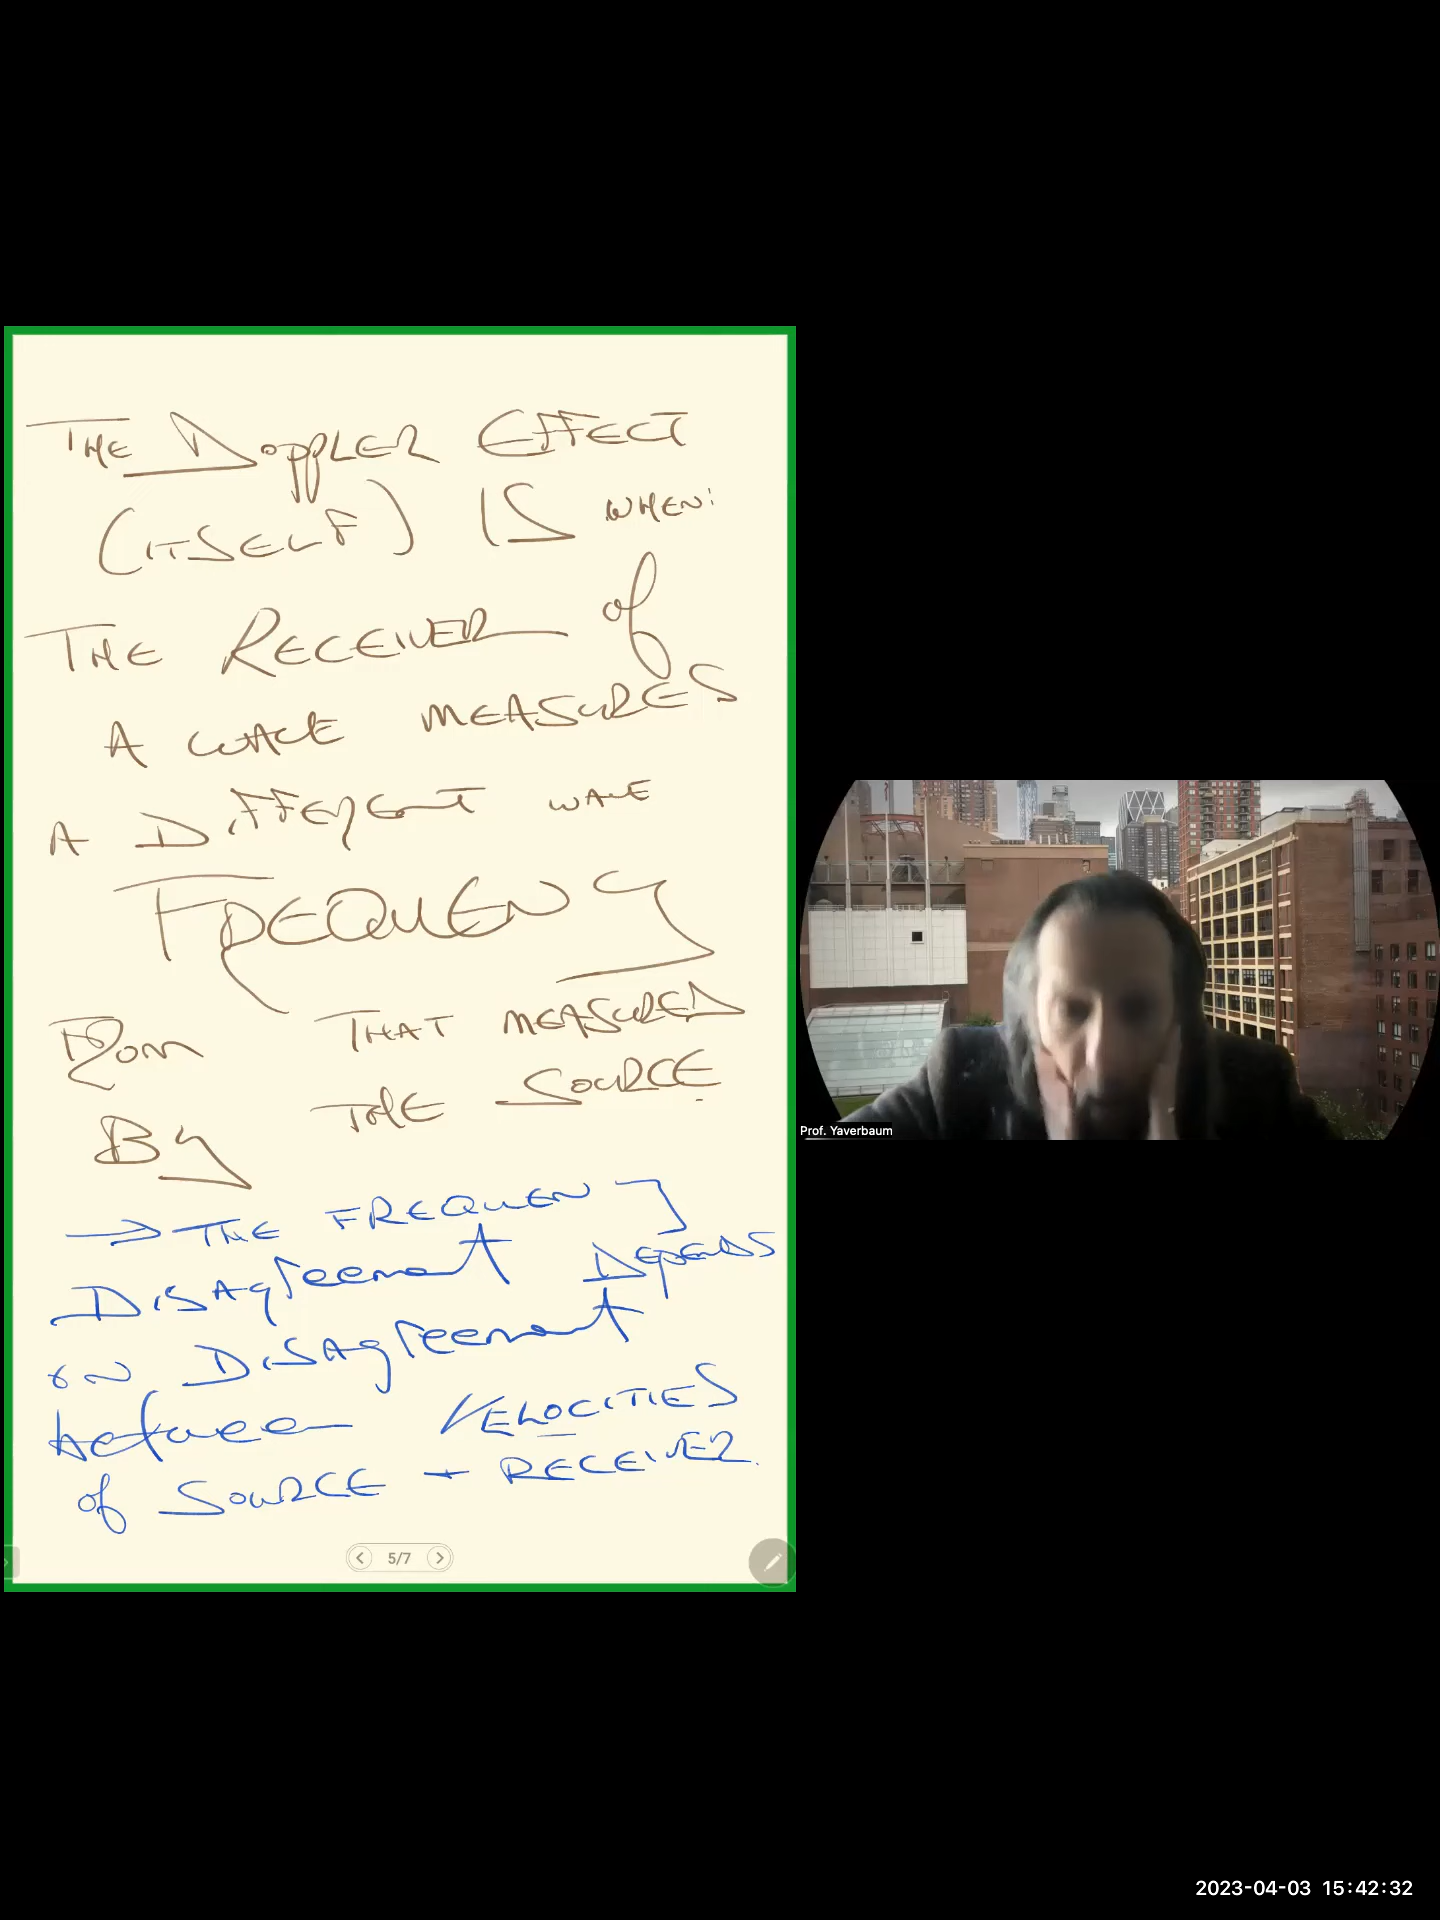 THE DOPPLER EFFECT
(ITSELF) IS WHEN:
THE RECEIVER of
A WAVE MEASURES
A DIFFERENT WAVE
FREQUENCY
FROM THAT MEASURED
BY THE SOURCE
→ THE FREQUENCY
DISAgreement DEPENDS
ON DISAgreement
between VELOCITIES
of SOURCE + RECEIVER.
5/7
Prof. Yaverbaum
2023-04-03 15:42:32